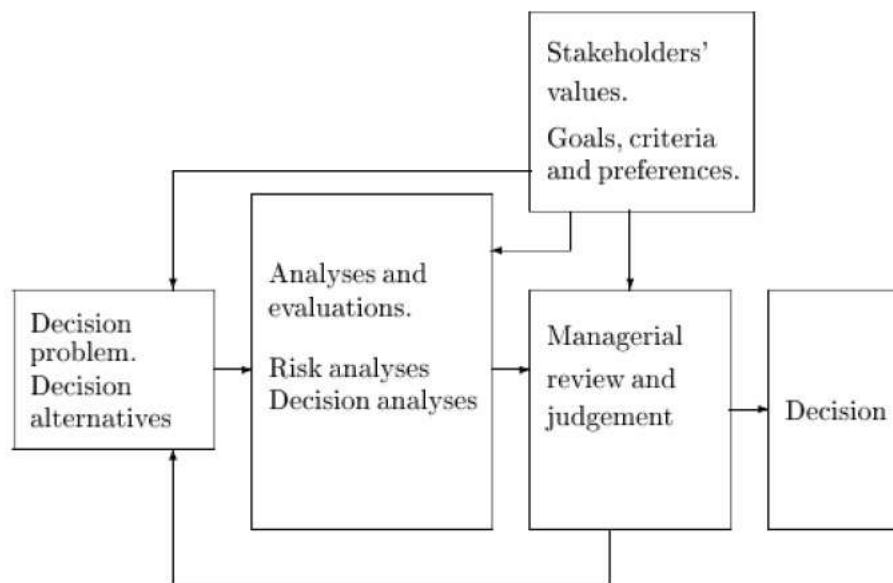 Stakeholders’
values.
Goals, criteria
and preferences.
Analyses and
evaluations.
Risk analyses
Decision analyses
Decision
problem.
Decision
alternatives
Managerial
review and
judgement
Decision